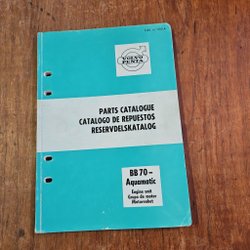 VOLVO
PENTA
PARTS CATALOGUE
CATALOGO DE REPUESTOS
RESERVDELSKATALOG
BB 70 –
Aquamatic
Engine unit
Grupo de motor
Motorenhet